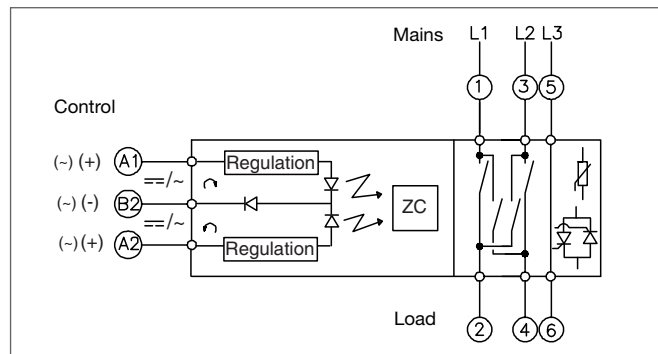 Mains L1 L2 L3
1 3 5
Control
(~) (+) A1 Regulation
==/~
(~) (-) B2 ZC
==/~
(~) (+) A2 Regulation
Load 2 4 6